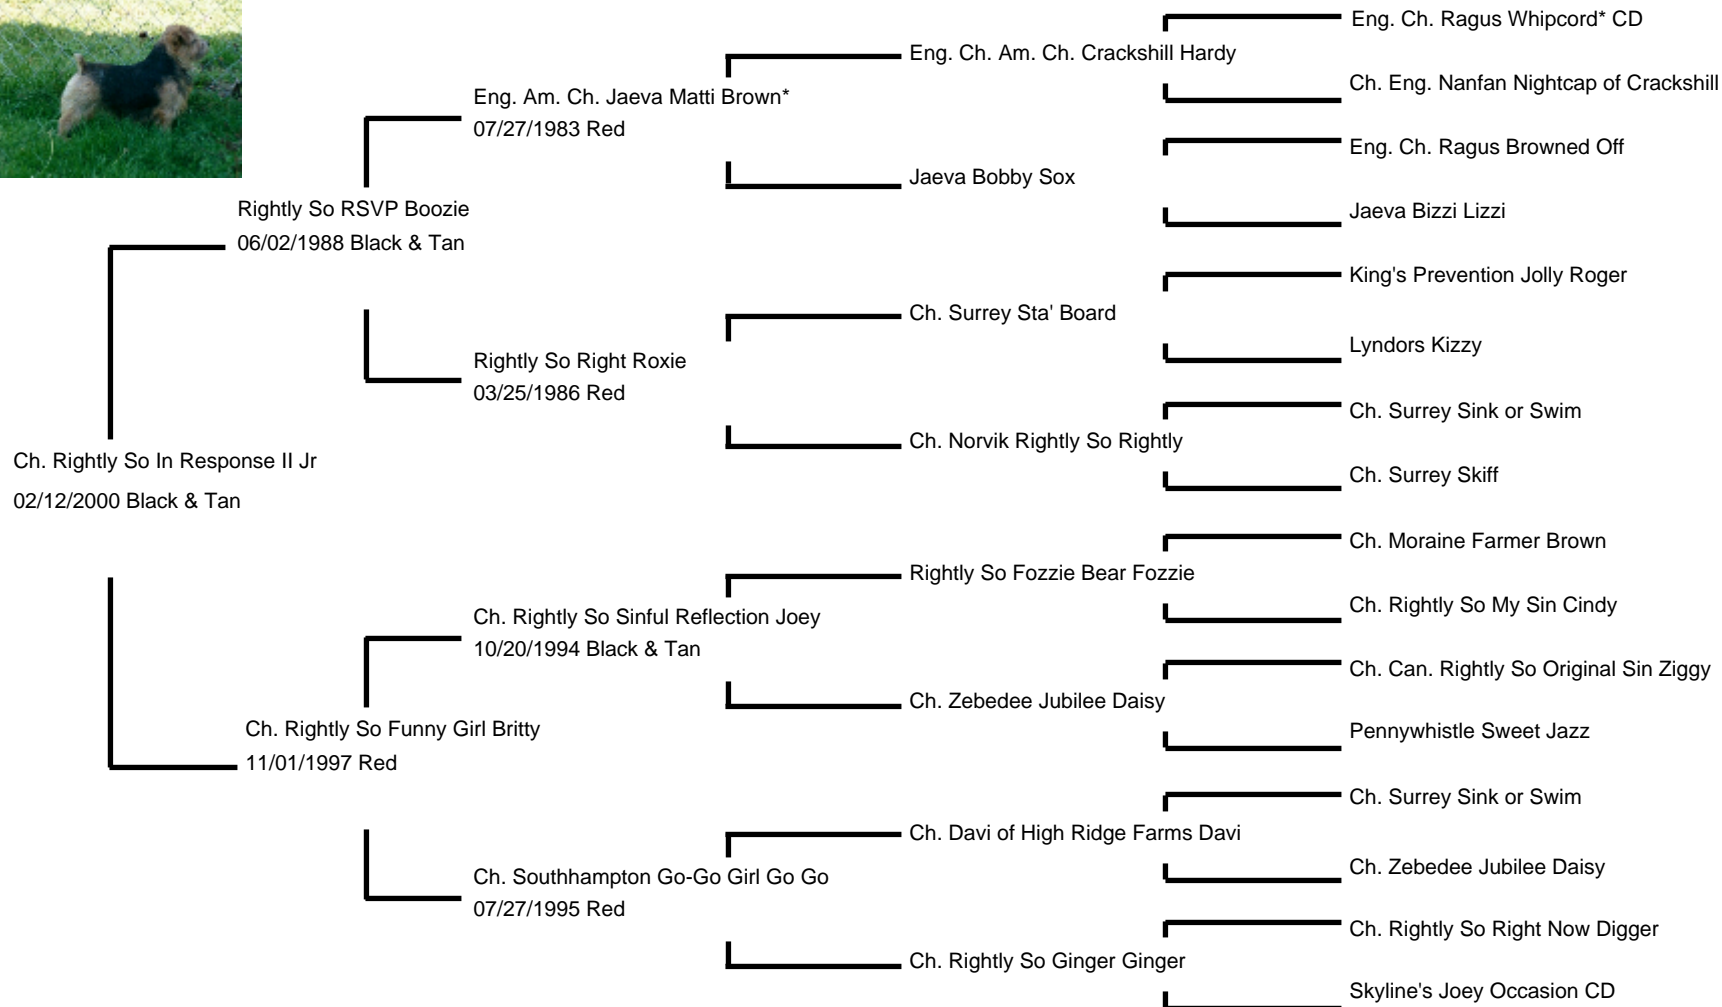 Eng. Ch. Ragus Whipcord* CD
Eng. Ch. Am. Ch. Crackshill Hardy
Ch. Eng. Nanfan Nightcap of Crackshill
Eng. Am. Ch. Jaeva Matti Brown*
07/27/1983 Red
Eng. Ch. Ragus Browned Off
Jaeva Bobby Sox
Jaeva Bizzi Lizzi
Rightly So RSVP Boozie
06/02/1988 Black & Tan
King's Prevention Jolly Roger
Ch. Surrey Sta' Board
Lyndors Kizzy
Rightly So Right Roxie
03/25/1986 Red
Ch. Surrey Sink or Swim
Ch. Norvik Rightly So Rightly
Ch. Surrey Skiff
Ch. Rightly So In Response II Jr
02/12/2000 Black & Tan
Ch. Moraine Farmer Brown
Rightly So Fozzie Bear Fozzie
Ch. Rightly So My Sin Cindy
Ch. Rightly So Sinful Reflection Joey
10/20/1994 Black & Tan
Ch. Can. Rightly So Original Sin Ziggy
Ch. Zebedee Jubilee Daisy
Pennywhistle Sweet Jazz
Ch. Rightly So Funny Girl Britty
11/01/1997 Red
Ch. Surrey Sink or Swim
Ch. Davi of High Ridge Farms Davi
Ch. Zebedee Jubilee Daisy
Ch. Southhampton Go-Go Girl Go Go
07/27/1995 Red
Ch. Rightly So Right Now Digger
Ch. Rightly So Ginger Ginger
Skyline's Joey Occasion CD